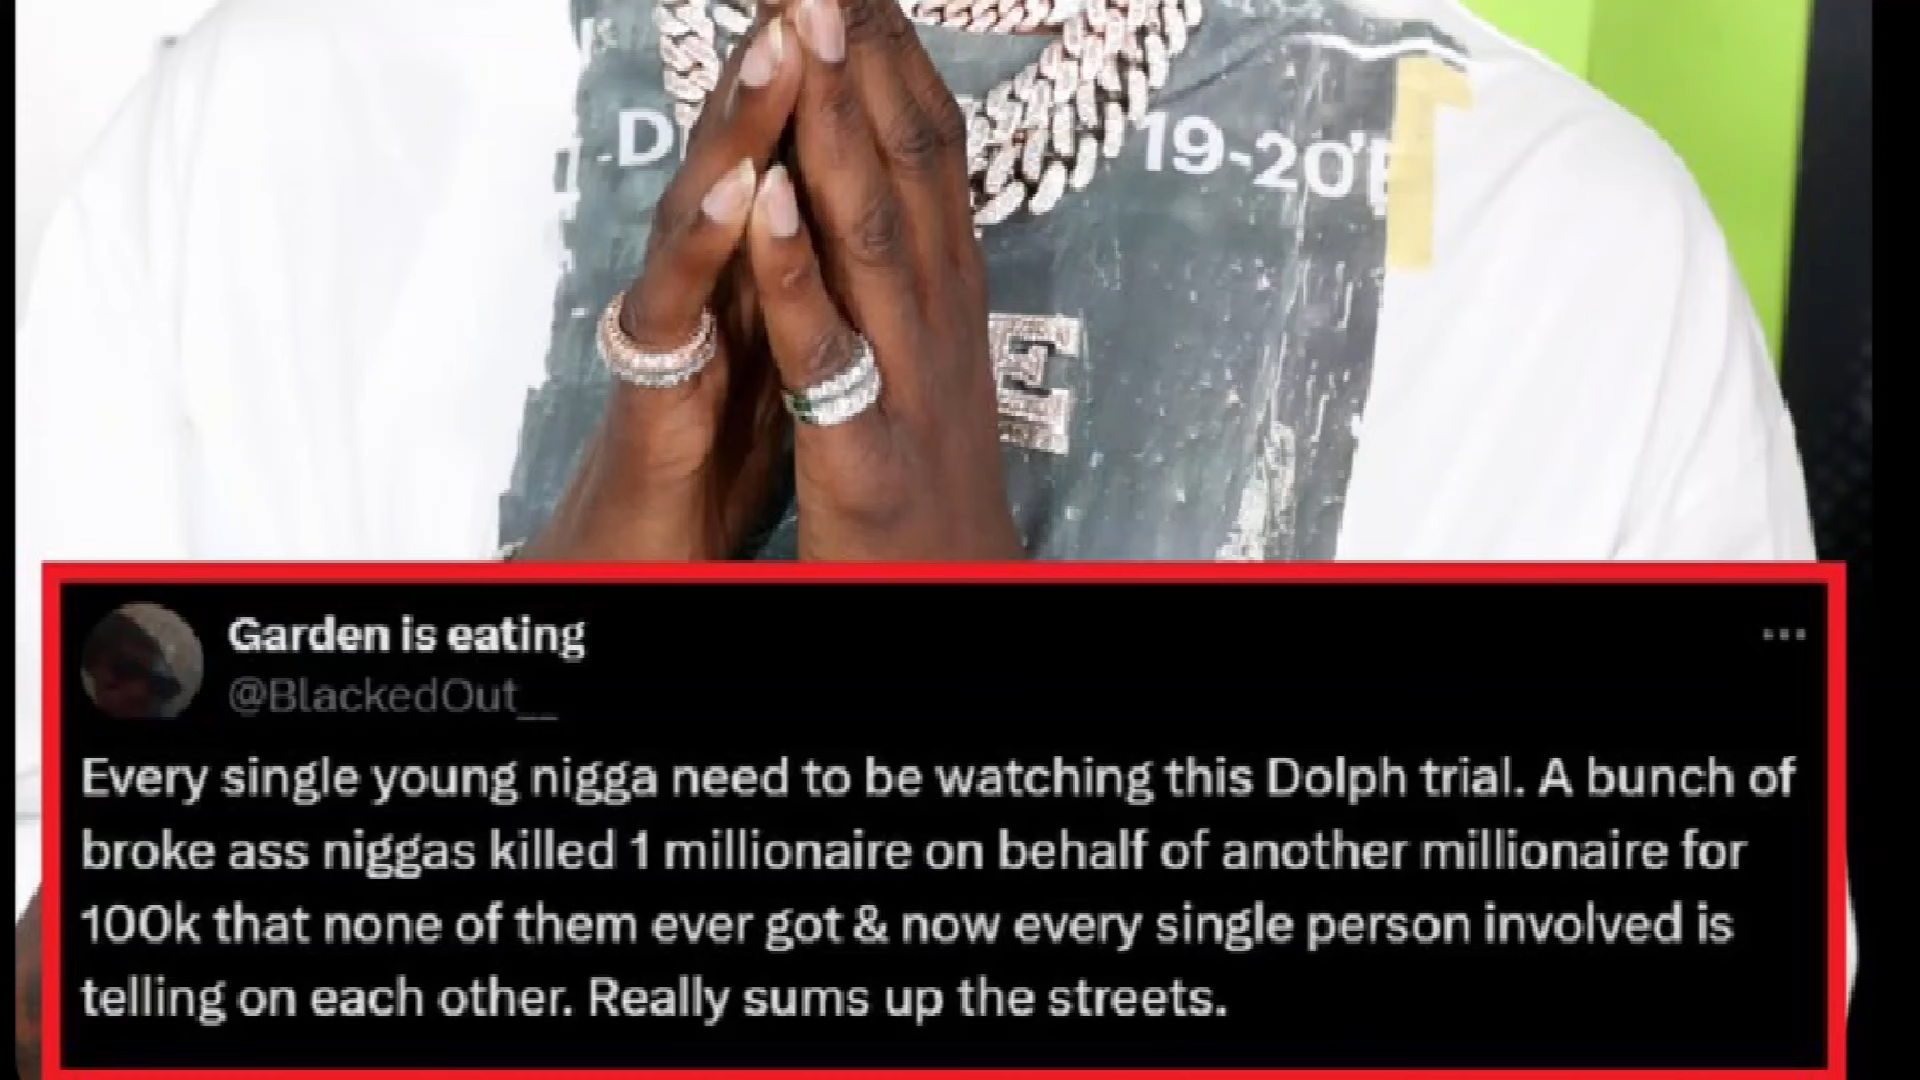 D
19-20'
E
Garden is eating
@BlackedOut__
Every single young nigga need to be watching this Dolph trial. A bunch of
broke ass niggas killed 1 millionaire on behalf of another millionaire for
100k that none of them ever got & now every single person involved is
telling on each other. Really sums up the streets.